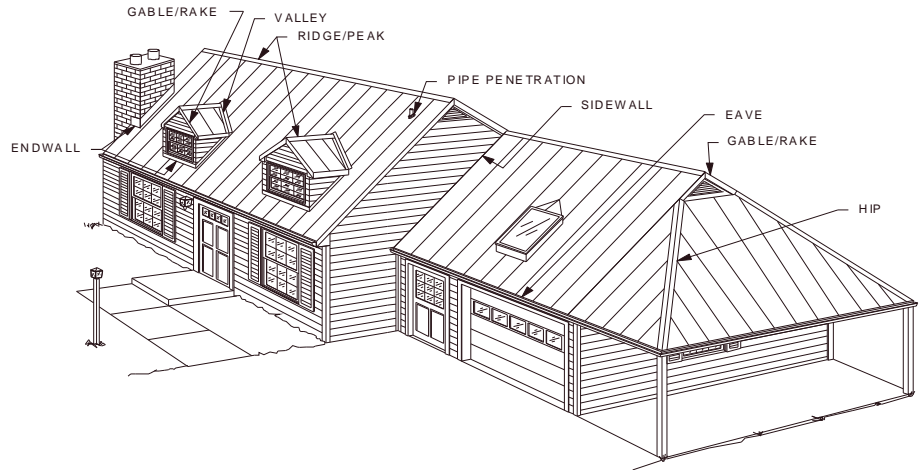 GABLE/RAKE
VALLEY
RIDGE/PEAK
PIPE PENETRATION
SIDEWALL
EAVE
GABLE/RAKE
ENDWALL
HIP